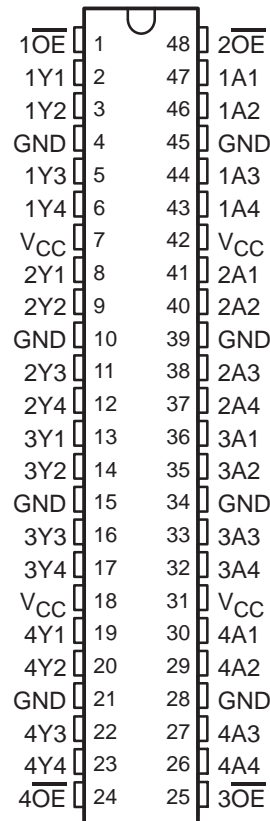 1O̅E̅ 1 48 2O̅E̅
1Y1 2 47 1A1
1Y2 3 46 1A2
GND 4 45 GND
1Y3 5 44 1A3
1Y4 6 43 1A4
VCC 7 42 VCC
2Y1 8 41 2A1
2Y2 9 40 2A2
GND 10 39 GND
2Y3 11 38 2A3
2Y4 12 37 2A4
3Y1 13 36 3A1
3Y2 14 35 3A2
GND 15 34 GND
3Y3 16 33 3A3
3Y4 17 32 3A4
VCC 18 31 VCC
4Y1 19 30 4A1
4Y2 20 29 4A2
GND 21 28 GND
4Y3 22 27 4A3
4Y4 23 26 4A4
4O̅E̅ 24 25 3O̅E̅